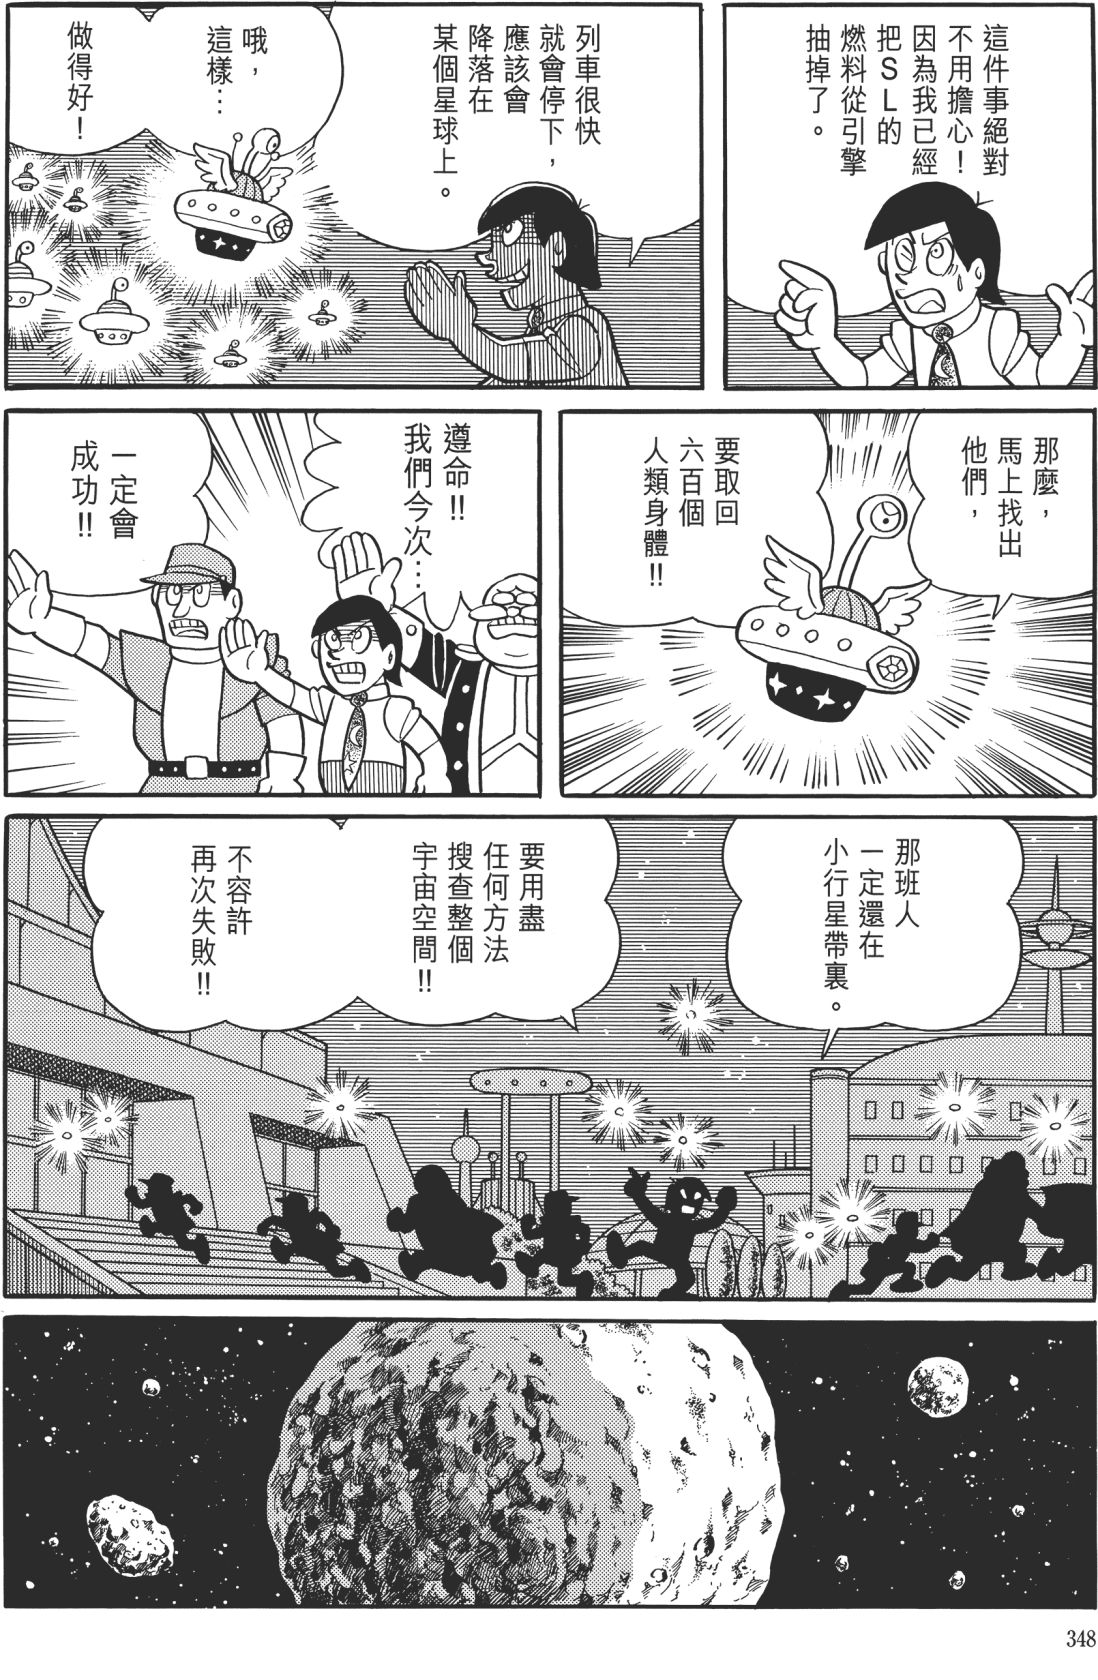 這件事絕對
不用擔心！
因為我已經
把SL的
燃料從引擎
抽掉了。
列車很快
就會停下，
應該會
降落在
某個星球上。
哦，
這樣…
做得好！
那麼，
馬上找出
他們，
要取回
六百個
人類身體!!
遵命!!
我們今次…
一定會
成功!!
那班人
一定還在
小行星帶裏。
要用盡
任何方法
搜查整個
宇宙空間!!
不容許
再次失敗!!
348